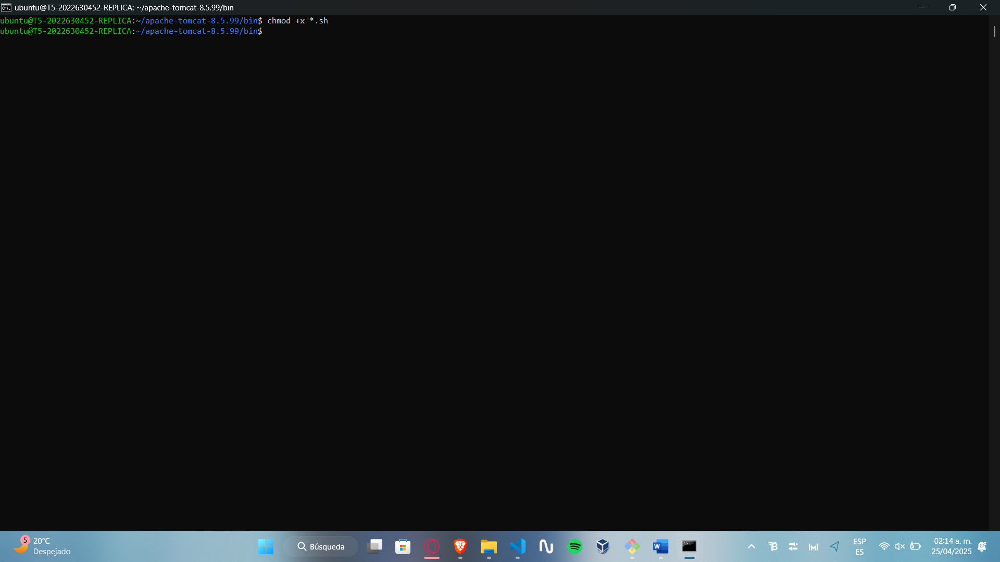 ubuntu@T5-2022630452-REPLICA: ~/apache-tomcat-8.5.99/bin
ubuntu@T5-2022630452-REPLICA:~/apache-tomcat-8.5.99/bin$ chmod +x *.sh
ubuntu@T5-2022630452-REPLICA:~/apache-tomcat-8.5.99/bin$
5
20°C
Despejado
Búsqueda
ESP
ES
02:14 a. m.
25/04/2025